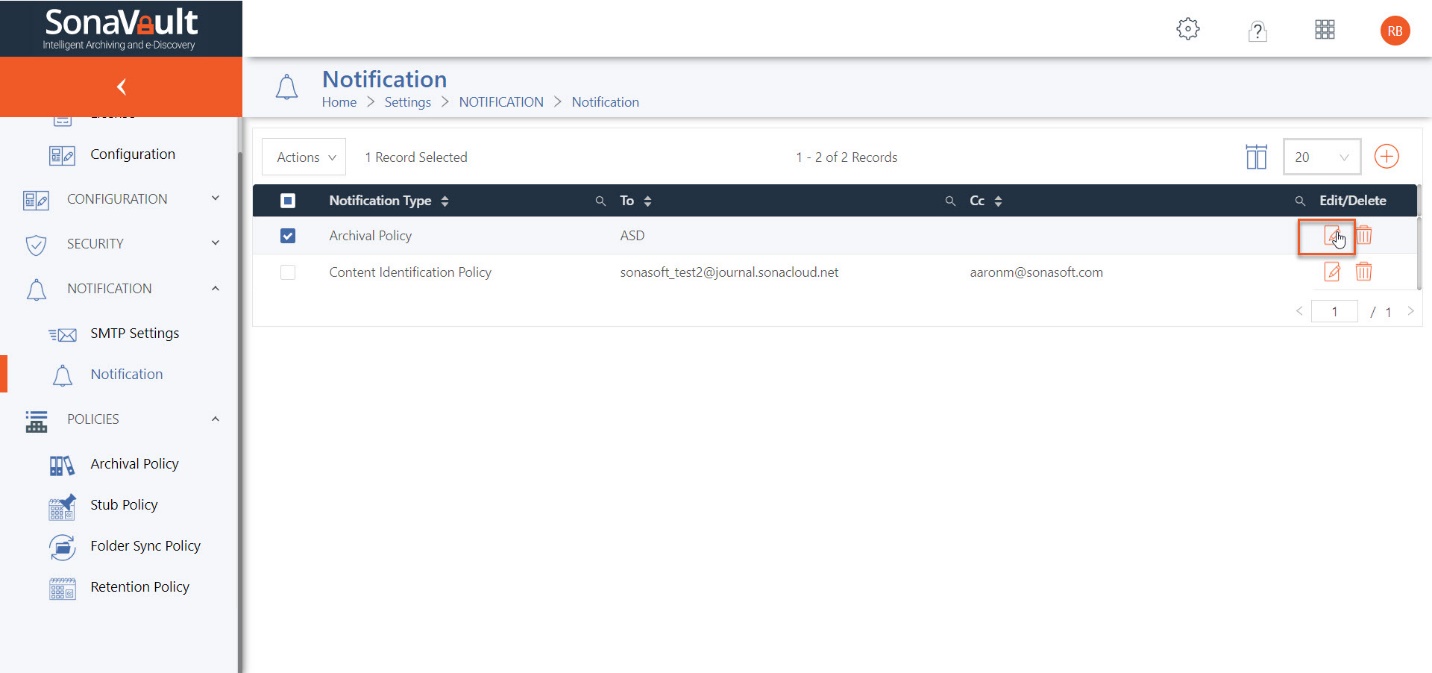 SonaVault
Intelligent Archiving and e-Discovery
?
RB
Notification
Home > Settings > NOTIFICATION > Notification
License
Configuration
CONFIGURATION
SECURITY
NOTIFICATION
SMTP Settings
Notification
POLICIES
Archival Policy
Stub Policy
Folder Sync Policy
Retention Policy
Actions 1 Record Selected 1 - 2 of 2 Records 20
Notification Type To Cc Edit/Delete
Archival Policy ASD
Content Identification Policy sonasoft_test2@journal.sonacloud.net aaronm@sonasoft.com
< 1 / 1 >